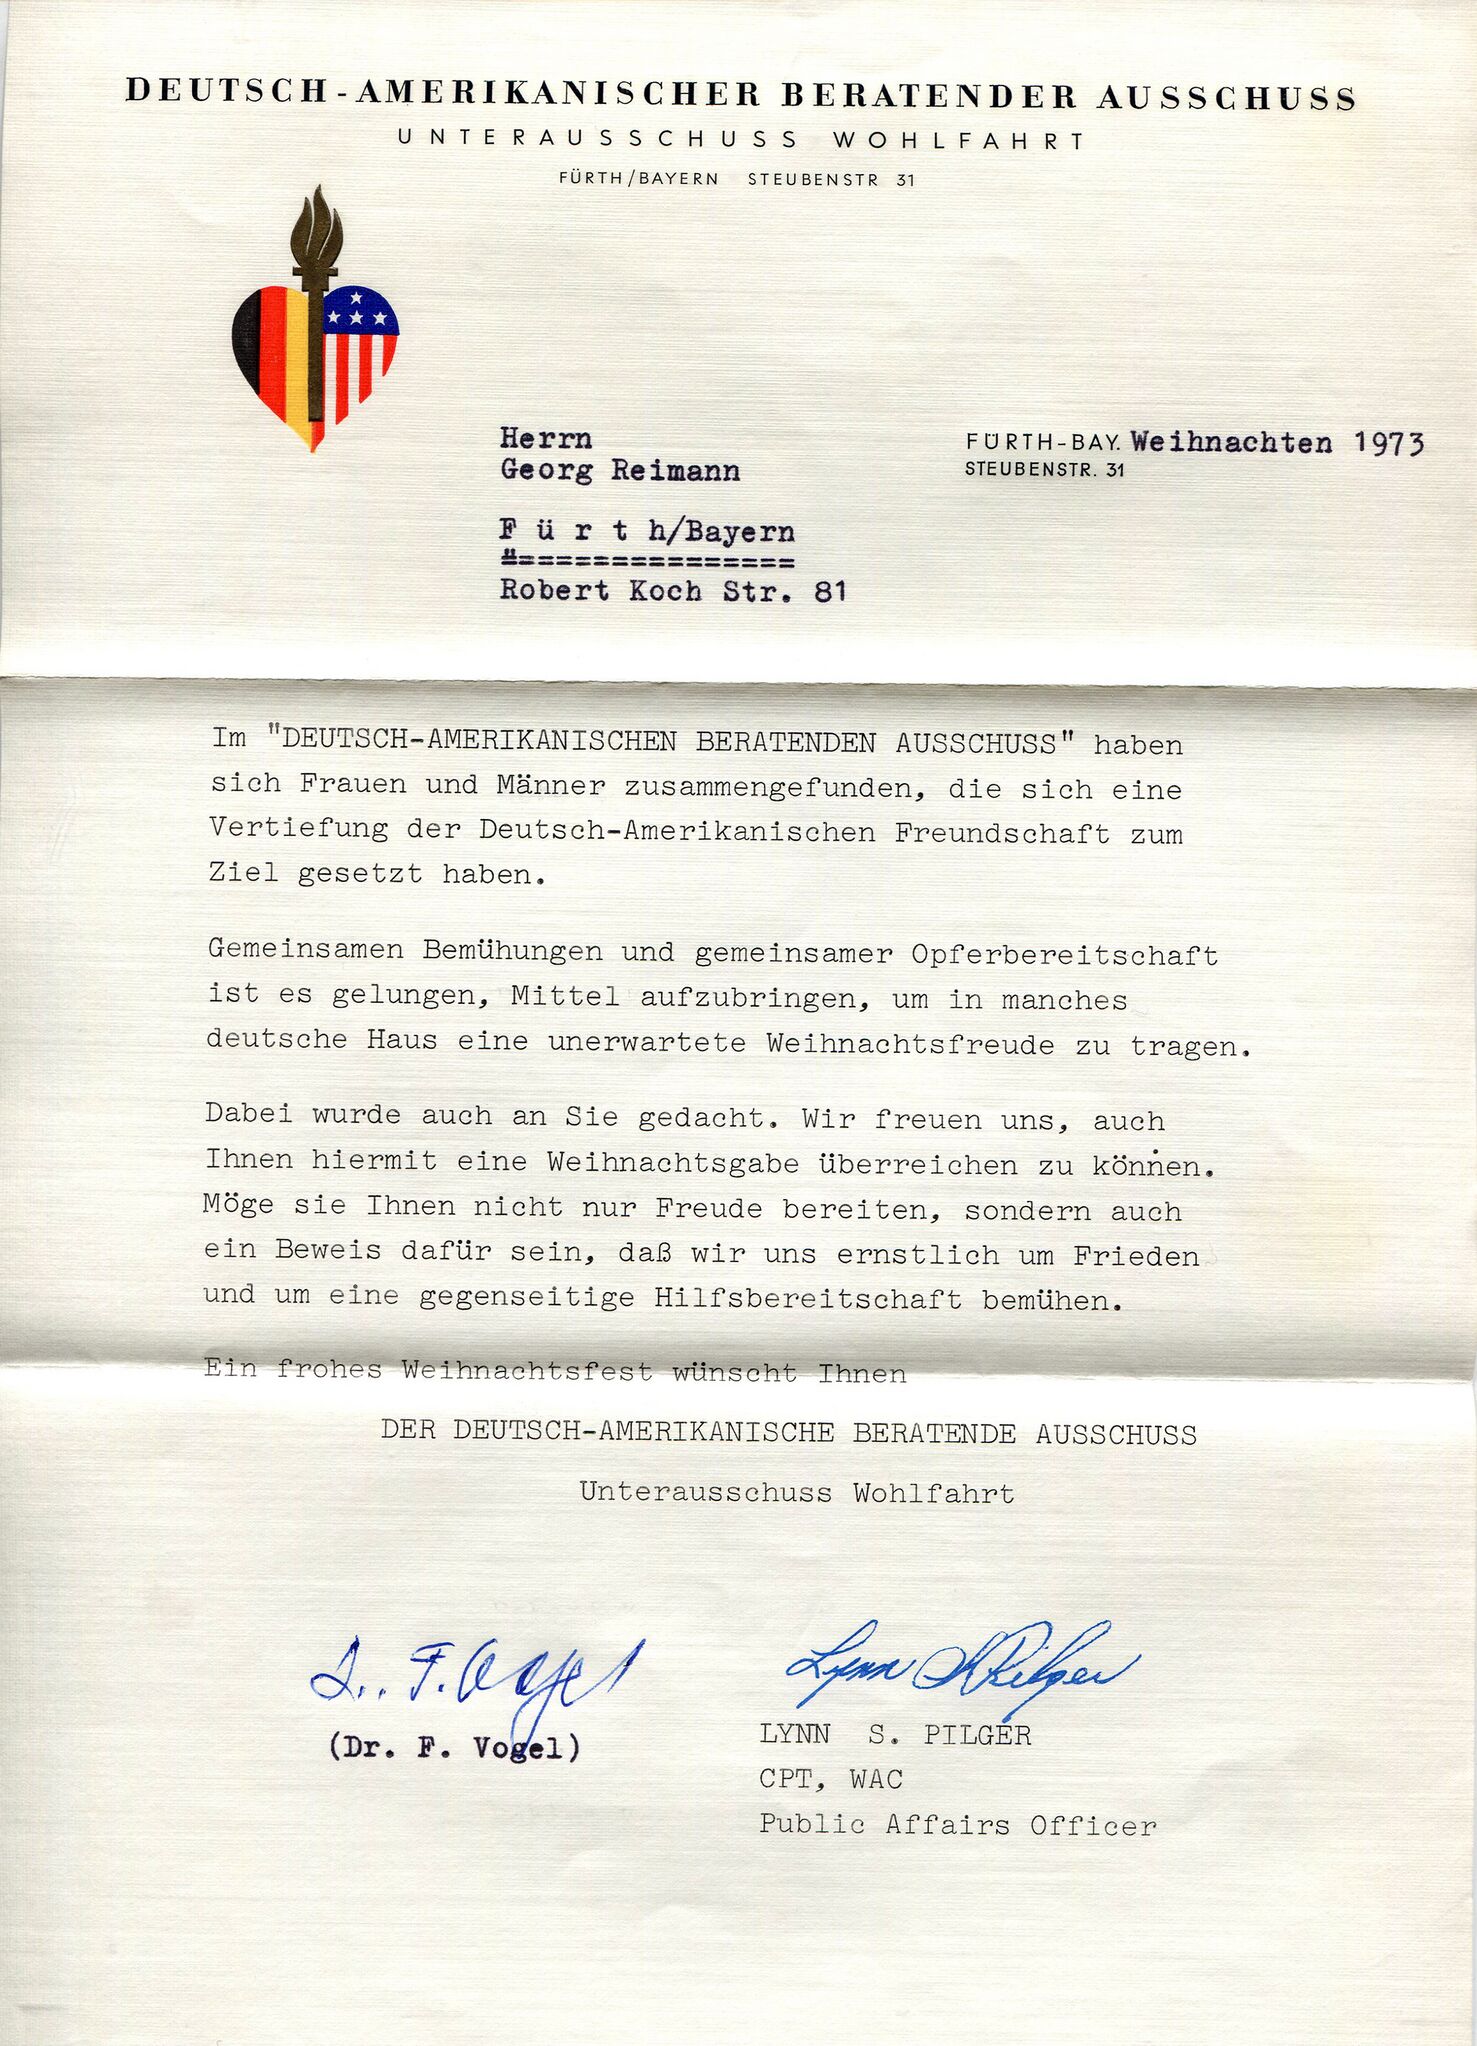 DEUTSCH-AMERIKANISCHER BERATENDER AUSSCHUSS
UNTERAUSSCHUSS WOHLFAHRT
FÜRTH/BAYERN STEUBENSTR 31
Herrn
Georg Reimann
F ü r t h/Bayern
"================
Robert Koch Str. 81
FÜRTH-BAY. Weihnachten 1973
STEUBENSTR. 31
Im "DEUTSCH-AMERIKANISCHEN BERATENDEN AUSSCHUSS" haben
sich Frauen und Männer zusammengefunden, die sich eine
Vertiefung der Deutsch-Amerikanischen Freundschaft zum
Ziel gesetzt haben.
Gemeinsamen Bemühungen und gemeinsamer Opferbereitschaft
ist es gelungen, Mittel aufzubringen, um in manches
deutsche Haus eine unerwartete Weihnachtsfreude zu tragen.
Dabei wurde auch an Sie gedacht. Wir freuen uns, auch
Ihnen hiermit eine Weihnachtsgabe überreichen zu können.
Möge sie Ihnen nicht nur Freude bereiten, sondern auch
ein Beweis dafür sein, daß wir uns ernstlich um Frieden
und um eine gegenseitige Hilfsbereitschaft bemühen.
Ein frohes Weihnachtsfest wünscht Ihnen
DER DEUTSCH-AMERIKANISCHE BERATENDE AUSSCHUSS
Unterausschuss Wohlfahrt
Dr. F. Vogel
(Dr. F. Vogel)
Lynn S Pilger
LYNN S. PILGER
CPT, WAC
Public Affairs Officer